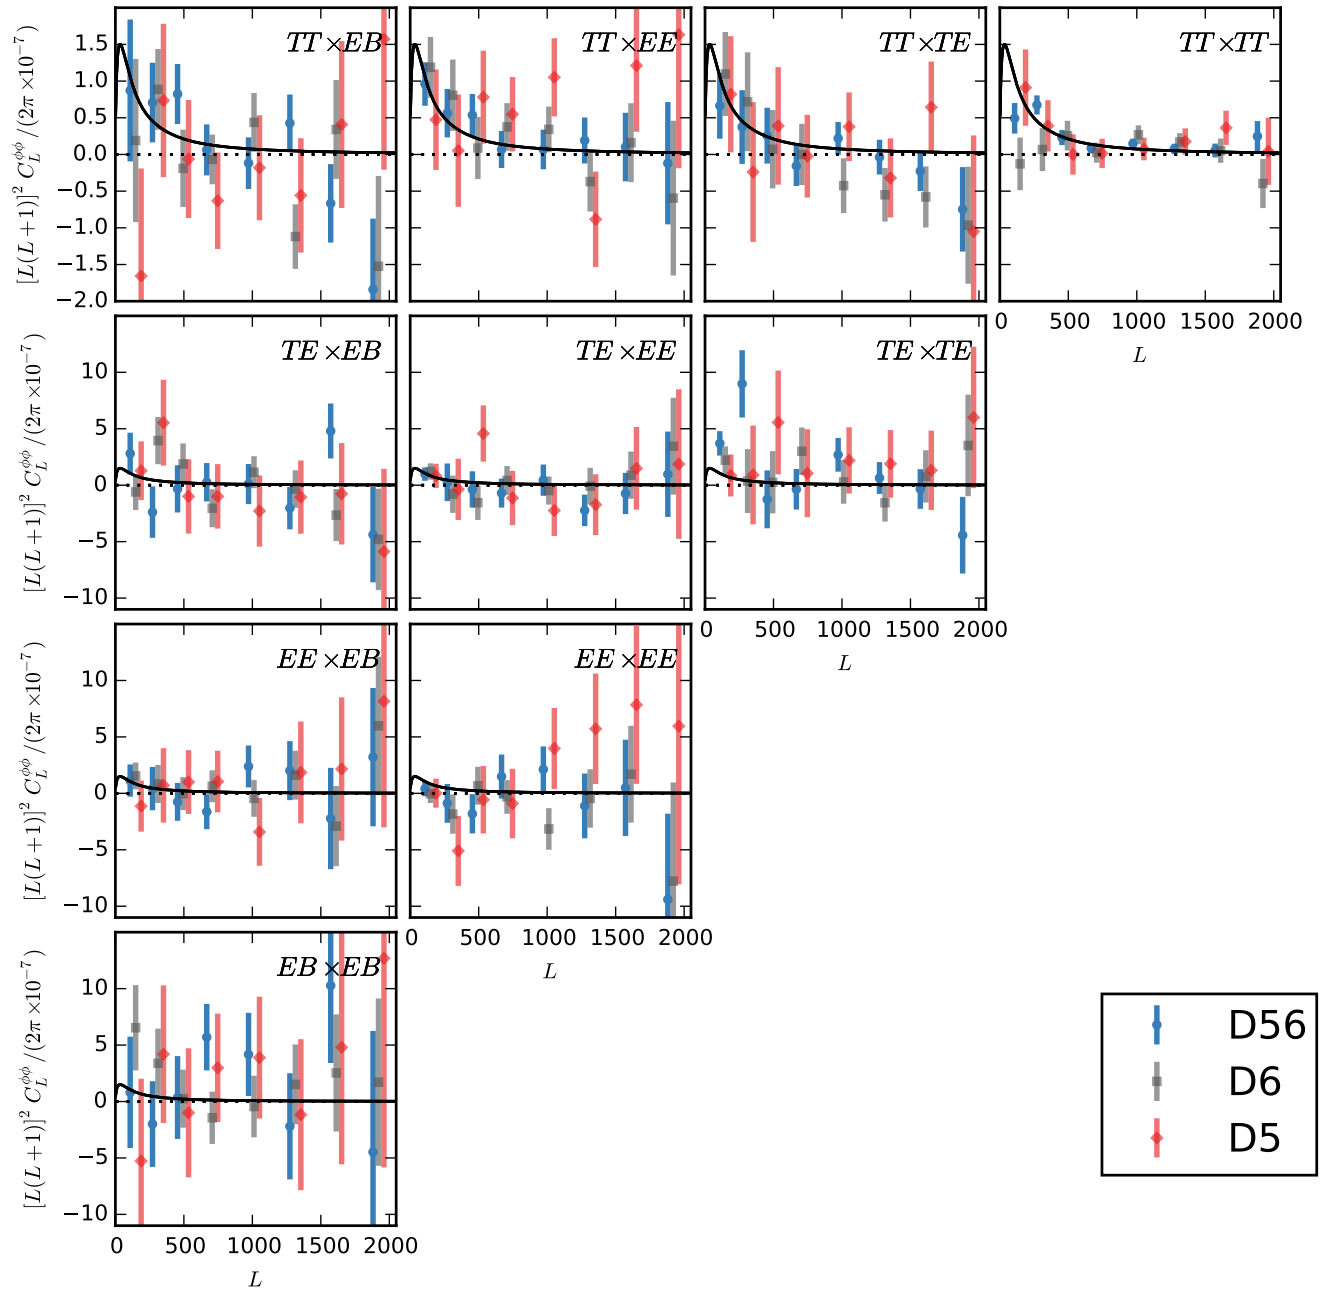 [L(L+1)]² C_L^{ϕϕ} /(2π ×10⁻⁷)
1.5
1.0
0.5
0.0
−0.5
−1.0
−1.5
−2.0
TT ×EB
TT ×EE
TT ×TE
TT ×TT
0 500 1000 1500 2000
L
[L(L+1)]² C_L^{ϕϕ} /(2π ×10⁻⁷)
10
5
0
−5
−10
TE ×EB
TE ×EE
TE ×TE
0 500 1000 1500 2000
L
[L(L+1)]² C_L^{ϕϕ} /(2π ×10⁻⁷)
10
5
0
−5
−10
EE ×EB
EE ×EE
0 500 1000 1500 2000
L
[L(L+1)]² C_L^{ϕϕ} /(2π ×10⁻⁷)
10
5
0
−5
−10
EB ×EB
0 500 1000 1500 2000
L
D56
D6
D5